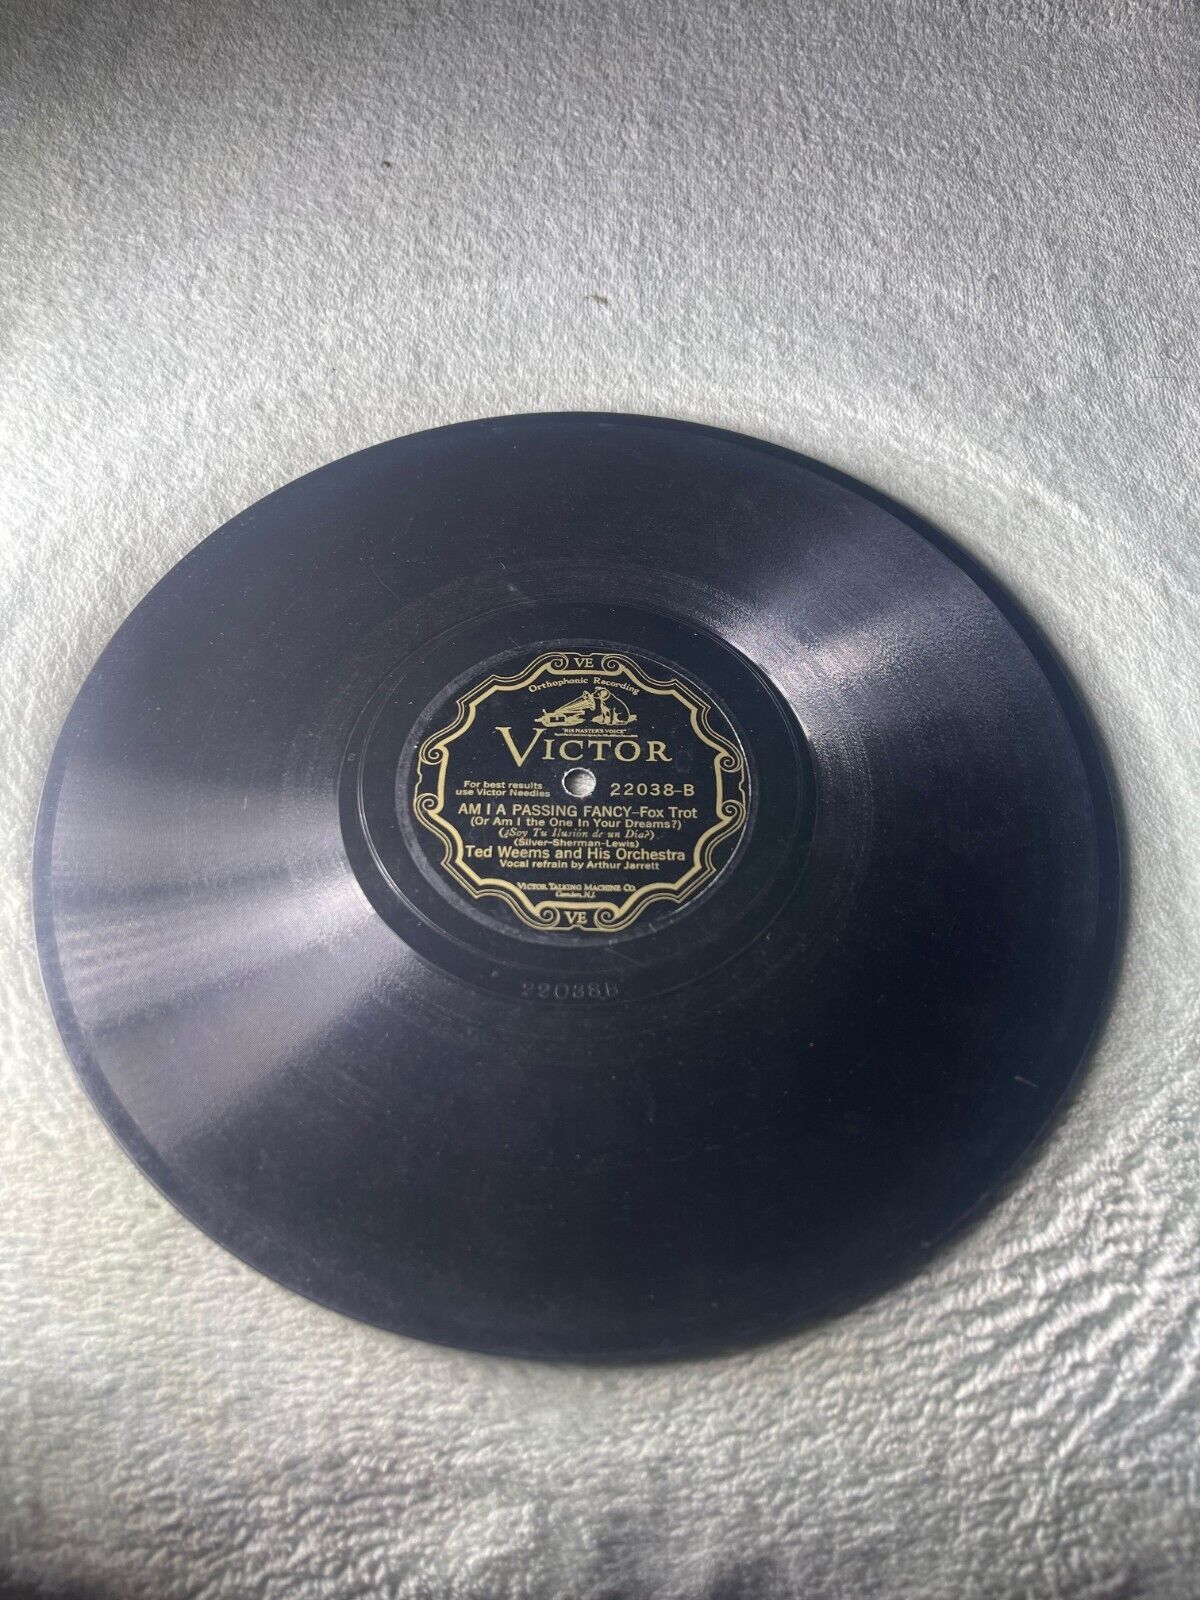 VE
Orthophonic Recording
"HIS MASTER'S VOICE"
VICTOR
For best results
use Victor Needles
22038-B
AM I A PASSING FANCY-Fox Trot
(Or Am I the One In Your Dreams?)
(¿Soy Tu Ilusión de un Dia?)
(Silver-Sherman-Lewis)
Ted Weems and His Orchestra
Vocal refrain by Arthur Jarrett
VICTOR TALKING MACHINE CO.
Camden, N.J.
VE
22038B